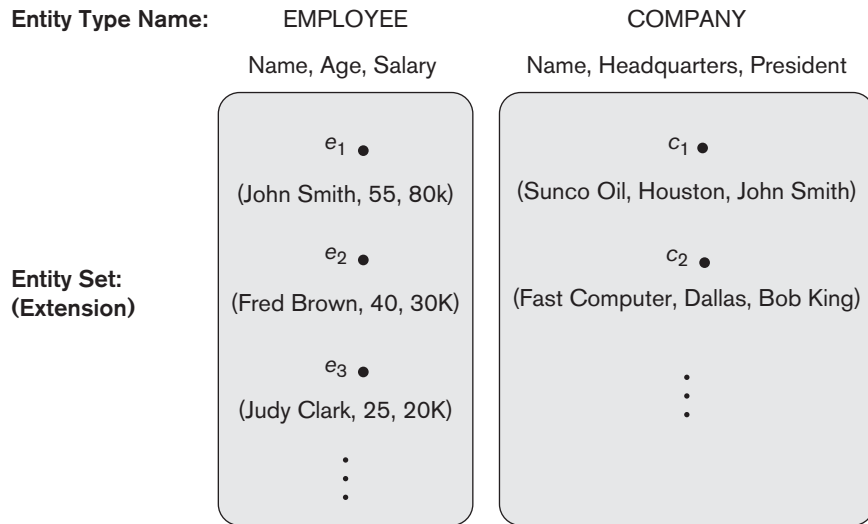 Entity Type Name: EMPLOYEE COMPANY
Name, Age, Salary Name, Headquarters, President
e1 c1
(John Smith, 55, 80k) (Sunco Oil, Houston, John Smith)
e2 c2
Entity Set:
(Extension) (Fred Brown, 40, 30K) (Fast Computer, Dallas, Bob King)
e3
(Judy Clark, 25, 20K)